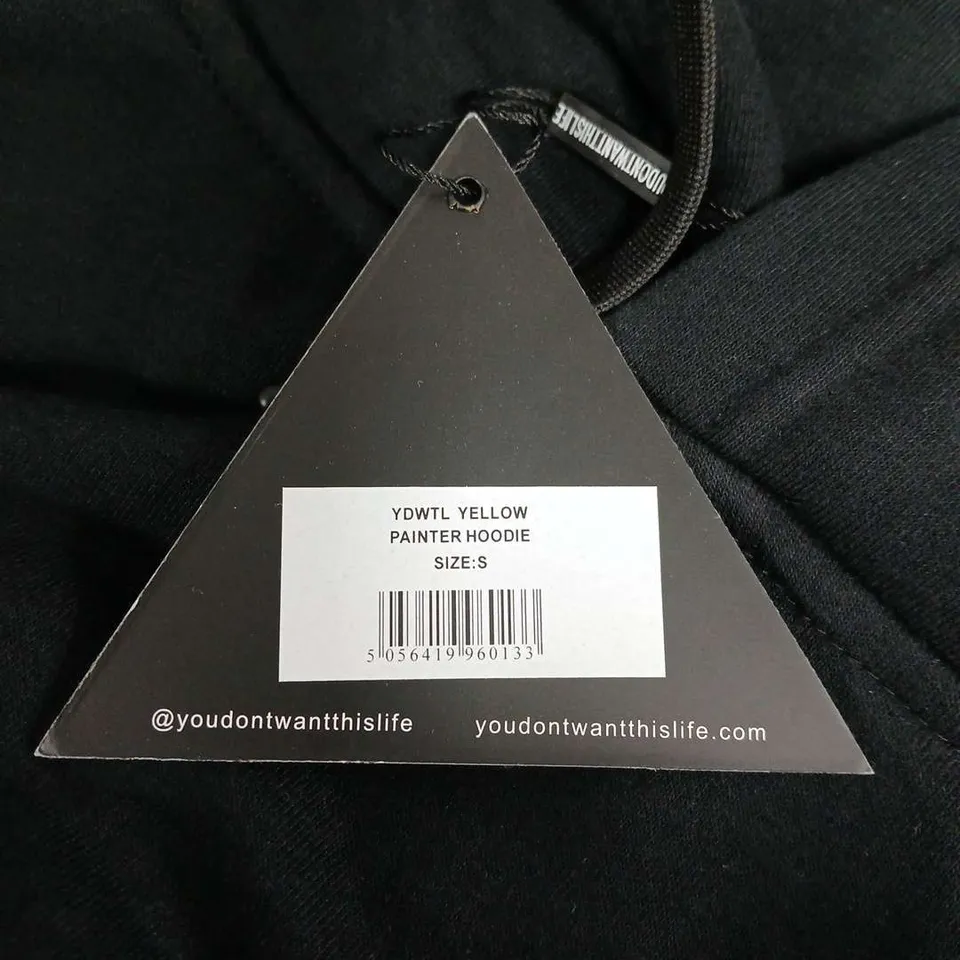 YOUDONTWANTTHISLIFE
YDWTL YELLOW
PAINTER HOODIE
SIZE:S
5 056419 960133
@youdontwantthislife youdontwantthislife.com